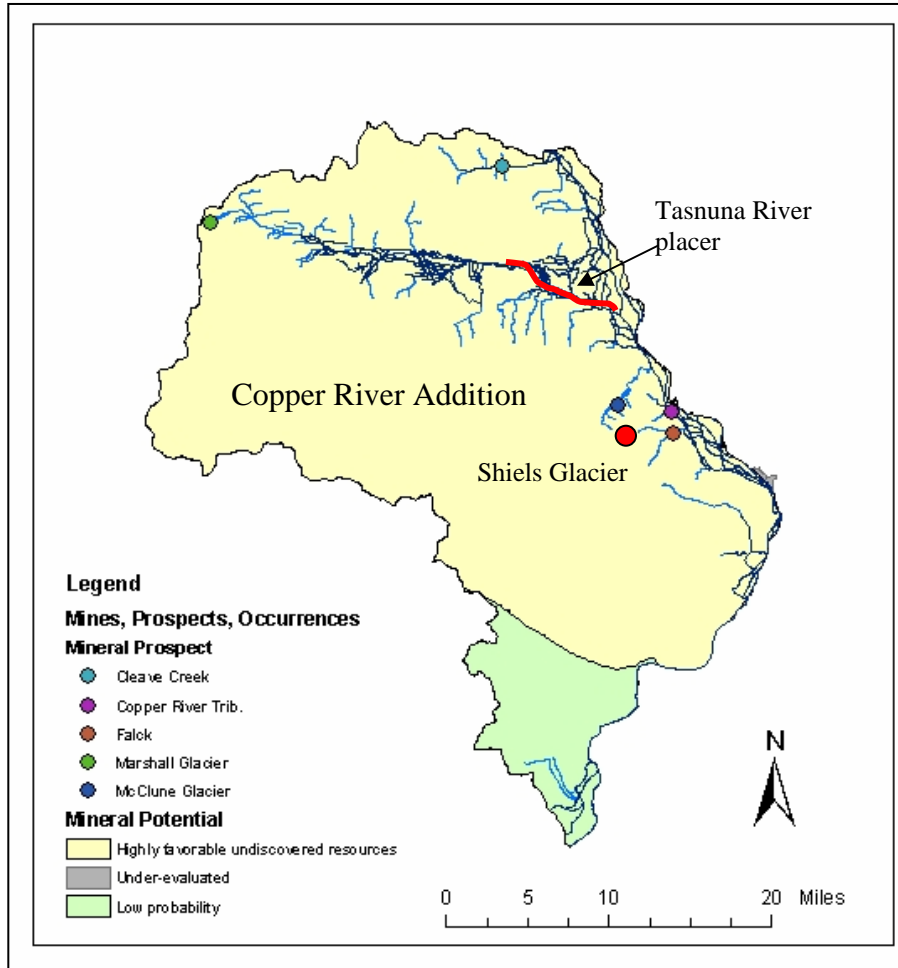 Tasnuna River
placer
Copper River Addition
Shiels Glacier
Legend
Mines, Prospects, Occurrences
Mineral Prospect
Cleave Creek
Copper River Trib.
Falck
Marshall Glacier
McClune Glacier
Mineral Potential
Highly favorable undiscovered resources
Under-evaluated
Low probability
N
0 5 10 20 Miles